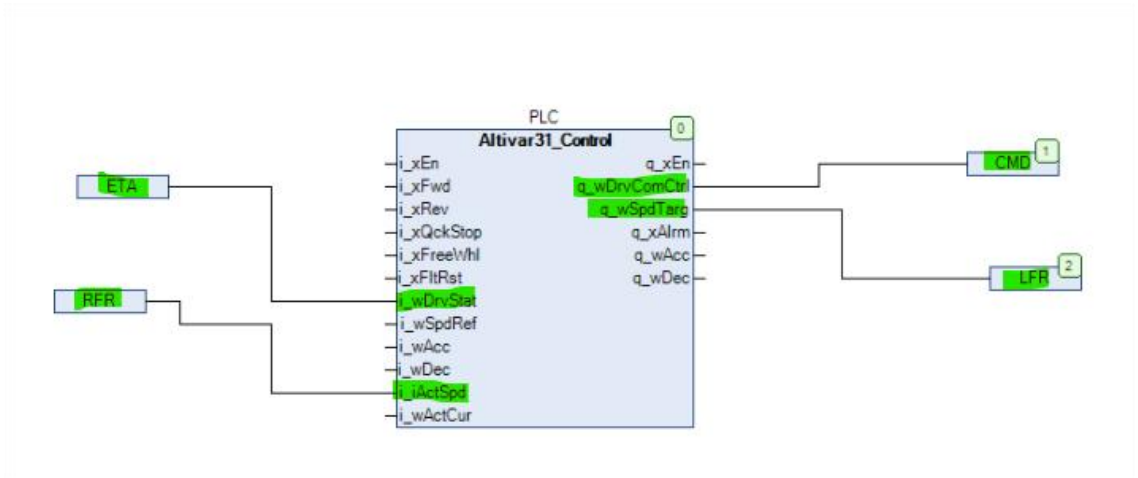 PLC
0
Altivar31_Control
i_xEn
i_xFwd
i_xRev
i_xQckStop
i_xFreeWhl
i_xFltRst
i_wDrvStat
i_wSpdRef
i_wAcc
i_wDec
i_iActSpd
i_wActCur
q_xEn
q_wDrvComCtrl
q_wSpdTarg
q_xAlrm
q_wAcc
q_wDec
ETA
RFR
CMD
1
LFR
2